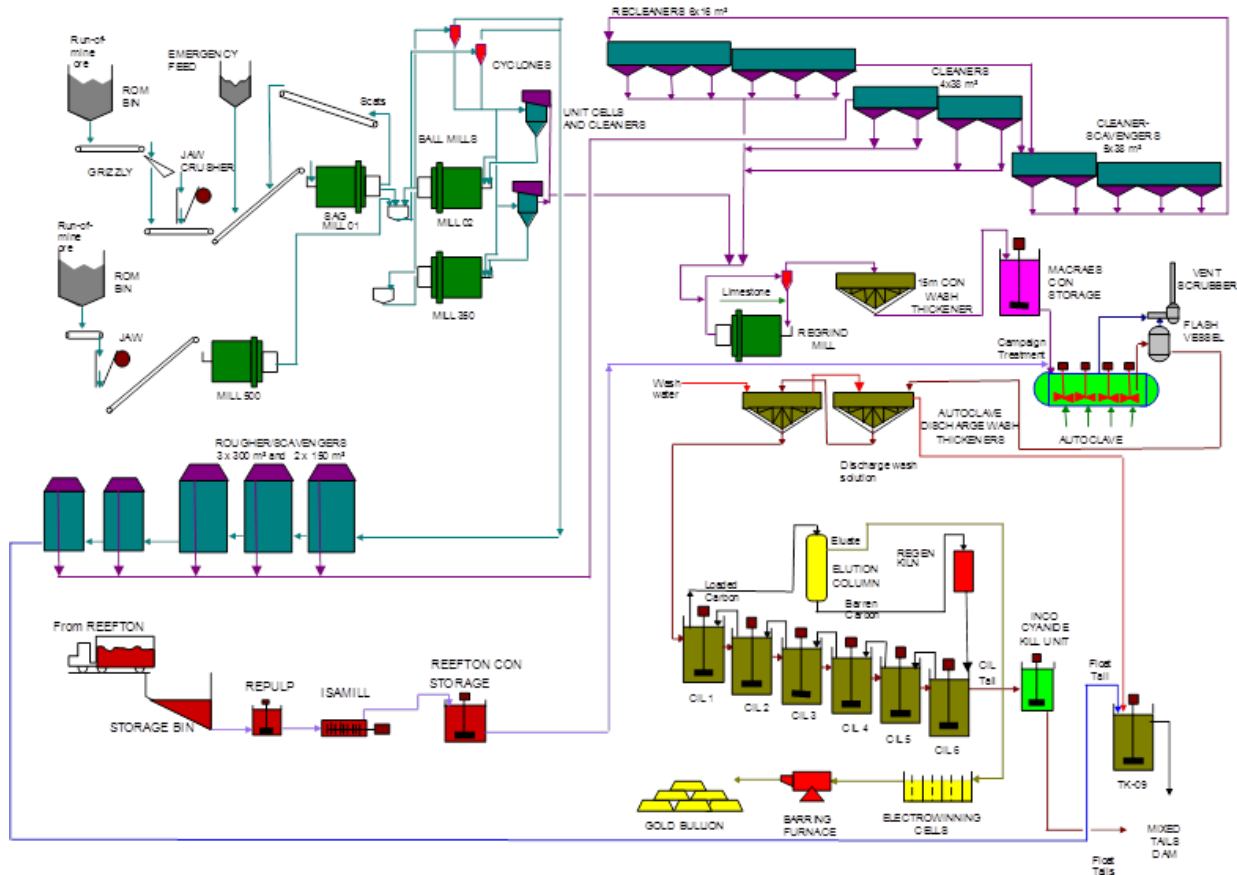 Run-of-
mine
ore
ROM
BIN
EMERGENCY
FEED
GRIZZLY
JAW
CRUSHER
Scats
SAG
MILL 01
BALL MILLS
MILL 02
MILL 350
CYCLONES
UNIT CELLS
AND CLEANERS
RECLEANERS 6x16 m³
CLEANERS
4x38 m³
CLEANER-
SCAVENGERS
5x38 m³
Run-of-
mine
ore
ROM
BIN
JAW
MILL 500
Limestone
REGRIND
MILL
15m CON
WASH
THICKENER
MACRAES
CON
STORAGE
VENT
SCRUBBER
FLASH
VESSEL
Campaign
Treatment
AUTOCLAVE
Wash
water
AUTOCLAVE
DISCHARGE WASH
THICKENERS
Discharge wash
solution
ROUGHER/SCAVENGERS
3 x 300 m³ and 2 x 150 m³
Eluate
ELUTION
COLUMN
REGEN
KILN
Loaded
Carbon
Barren
Carbon
CIL 1
CIL 2
CIL 3
CIL 4
CIL 5
CIL 6
CIL
Tail
INCO
CYANIDE
KILL UNIT
Float
Tail
TK-09
From REEFTON
STORAGE BIN
REPULP
ISAMILL
REEFTON CON
STORAGE
GOLD BULLION
BARRING
FURNACE
ELECTROWINNING
CELLS
MIXED
TAILS
DAM
Float
Tails